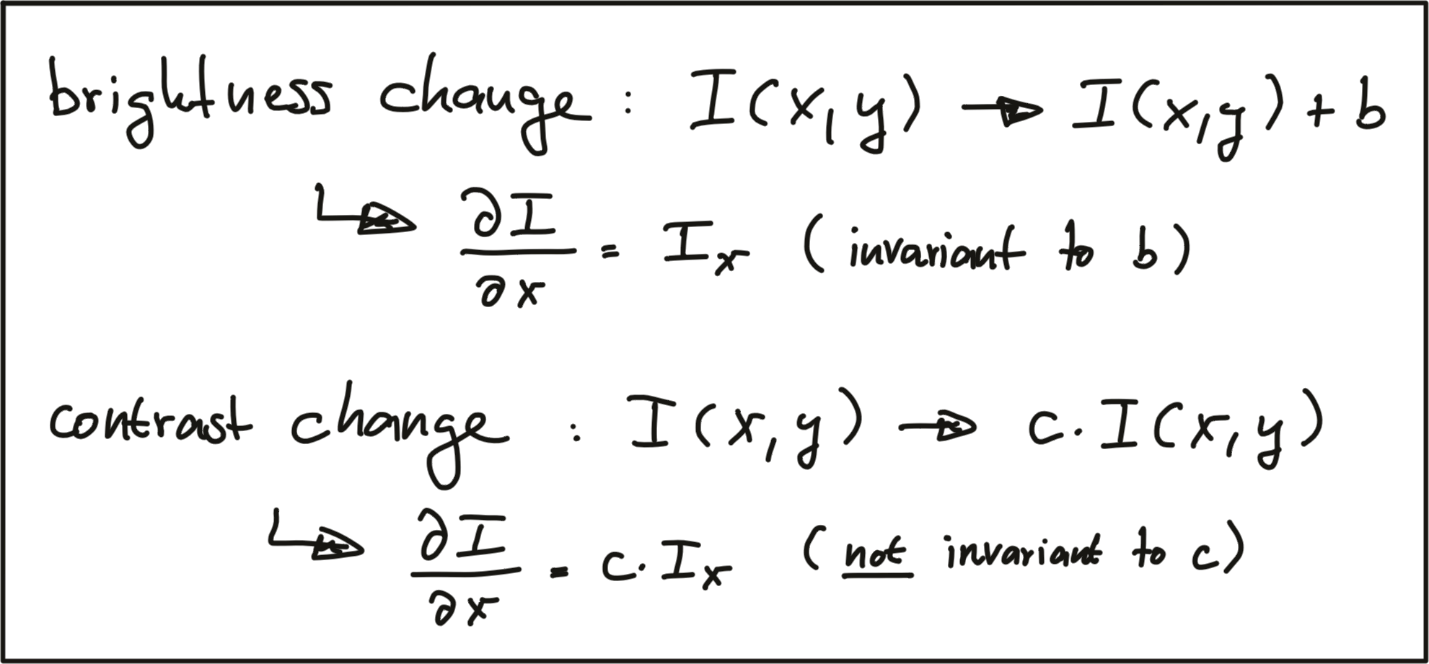 brightness change : I(x,y) → I(x,y) + b
↳ ∂I/∂x = I_x (invariant to b)
contrast change : I(x,y) → c·I(x,y)
↳ ∂I/∂x = c·I_x (not invariant to c)